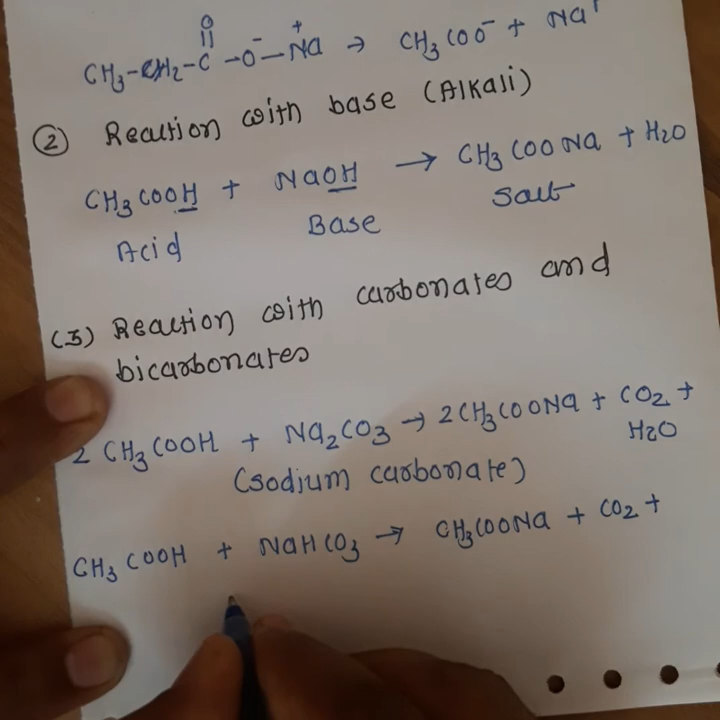 O
||
CH₃-CH₂-C-O⁻-Na⁺ → CH₃COO⁻ + Na⁺
② Reaction with base (Alkali)
CH₃COOH + NaOH → CH₃COONa + H₂O
Acid Base Salt
(3) Reaction with carbonates and
bicarbonates
2 CH₃COOH + Na₂CO₃ → 2CH₃COONa + CO₂ +
H₂O
(sodium carbonate)
CH₃COOH + NaHCO₃ → CH₃COONa + CO₂ +